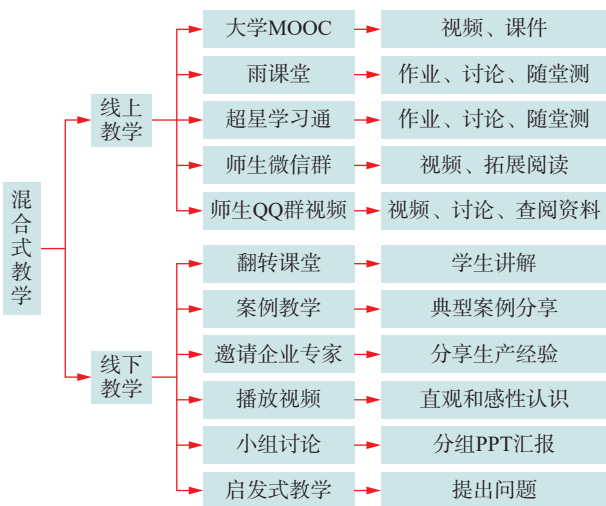 混合式教学
线上
教学
大学MOOC
视频、课件
雨课堂
作业、讨论、随堂测
超星学习通
作业、讨论、随堂测
师生微信群
视频、拓展阅读
师生QQ群视频
视频、讨论、查阅资料
线下
教学
翻转课堂
学生讲解
案例教学
典型案例分享
邀请企业专家
分享生产经验
播放视频
直观和感性认识
小组讨论
分组PPT汇报
启发式教学
提出问题